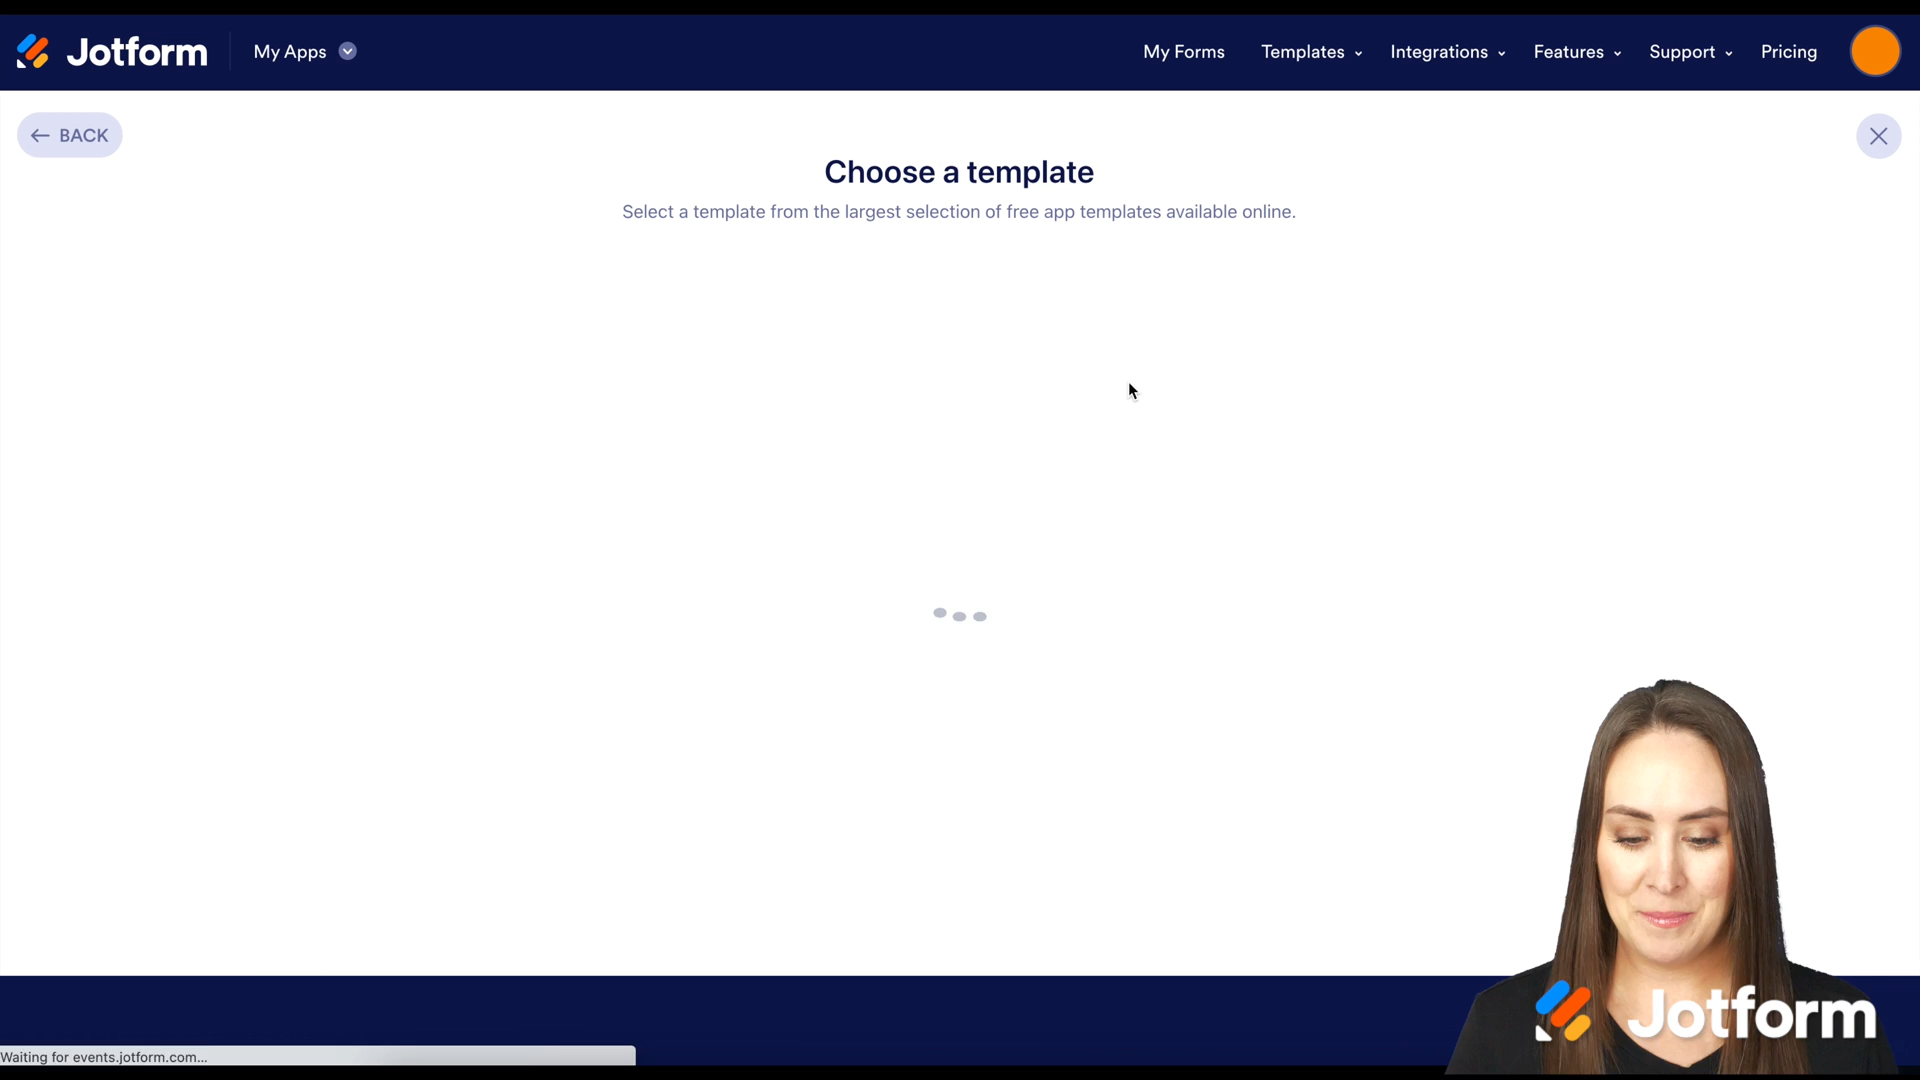 Jotform
My Apps
My Forms
Templates
Integrations
Features
Support
Pricing
BACK
Choose a template
Select a template from the largest selection of free app templates available online.
Jotform
Waiting for events.jotform.com...